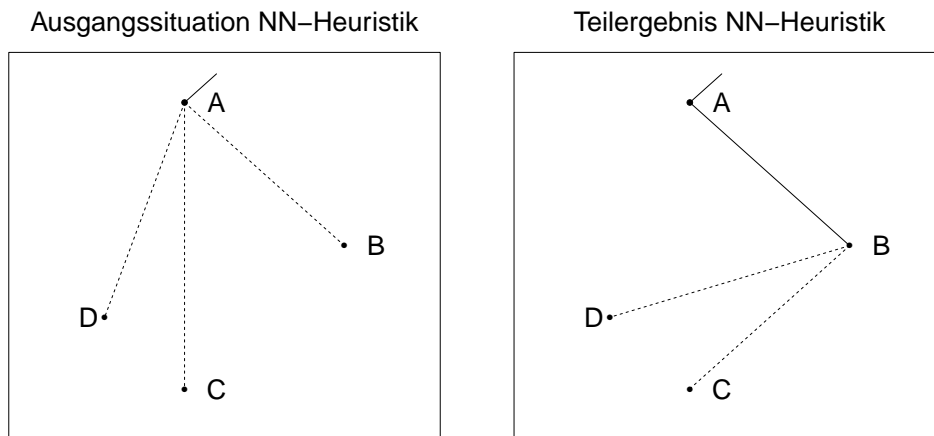 Ausgangssituation NN−Heuristik
A
B
D
C
Teilergebnis NN−Heuristik
A
B
D
C